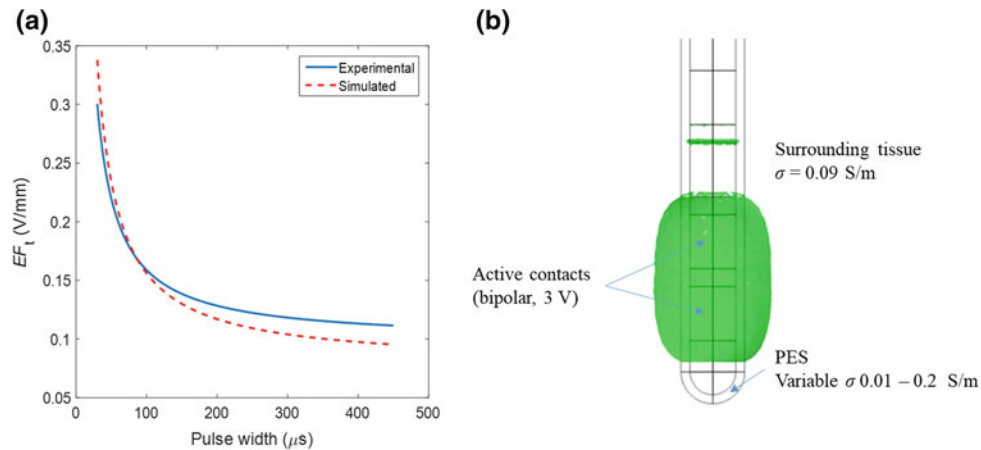 (a)
0.35
0.3
0.25
0.2
0.15
0.1
0.05
EFt (V/mm)
0 100 200 300 400 500
Pulse width (μs)
Experimental
Simulated
(b)
Surrounding tissue
σ = 0.09 S/m
Active contacts
(bipolar, 3 V)
PES
Variable σ 0.01 – 0.2 S/m